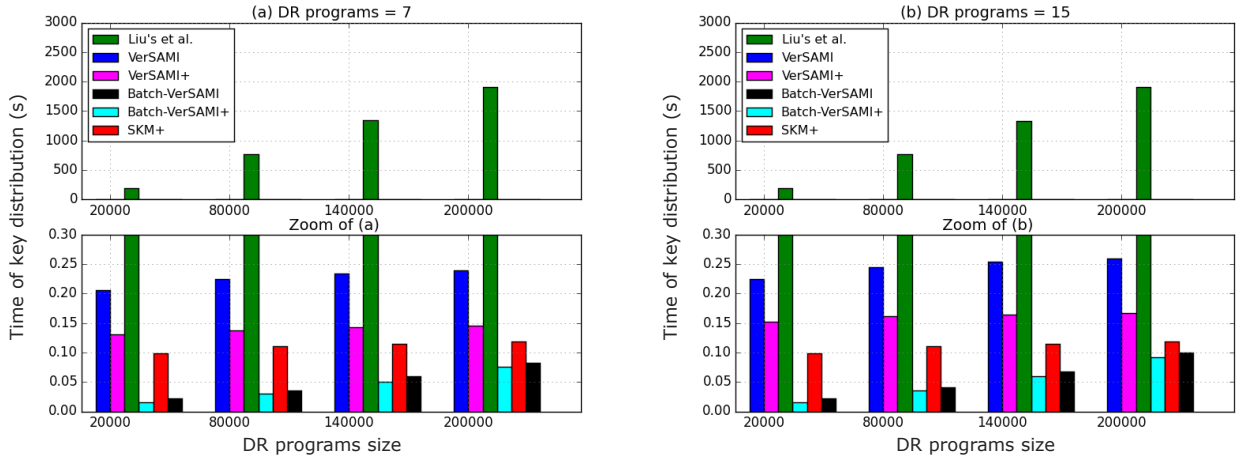 (a) DR programs = 7
Time of key distribution (s)
3000
2500
2000
1500
1000
500
0
Liu's et al.
VerSAMI
VerSAMI+
Batch-VerSAMI
Batch-VerSAMI+
SKM+
20000
80000
140000
200000
Zoom of (a)
0.30
0.25
0.20
0.15
0.10
0.05
0.00
20000
80000
140000
200000
DR programs size
(b) DR programs = 15
Time of key distribution (s)
3000
2500
2000
1500
1000
500
0
Liu's et al.
VerSAMI
VerSAMI+
Batch-VerSAMI
Batch-VerSAMI+
SKM+
20000
80000
140000
200000
Zoom of (b)
0.30
0.25
0.20
0.15
0.10
0.05
0.00
20000
80000
140000
200000
DR programs size